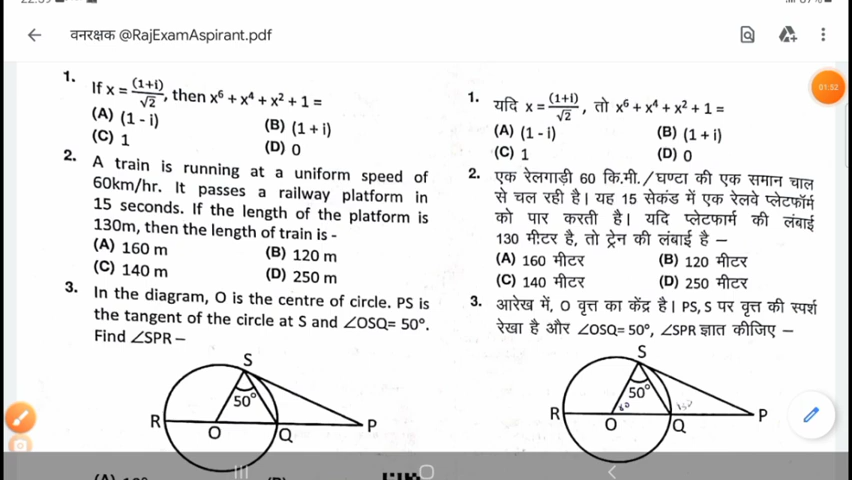 वनरक्षक @RajExamAspirant.pdf
01:32
1. If x = (1+i)/√2, then x⁶ + x⁴ + x² + 1 =
(A) (1 - i)
(B) (1 + i)
(C) 1
(D) 0
2. A train is running at a uniform speed of
60km/hr. It passes a railway platform in
15 seconds. If the length of the platform is
130m, then the length of train is -
(A) 160 m
(B) 120 m
(C) 140 m
(D) 250 m
3. In the diagram, O is the centre of circle. PS is
the tangent of the circle at S and ∠OSQ= 50°.
Find ∠SPR –
S
50°
R
O
Q
P
1. यदि x = (1+i)/√2, तो x⁶ + x⁴ + x² + 1 =
(A) (1 - i)
(B) (1 + i)
(C) 1
(D) 0
2. एक रेलगाड़ी 60 कि.मी./घण्टा की एक समान चाल
से चल रही है। यह 15 सेकंड में एक रेलवे प्लेटफॉर्म
को पार करती है। यदि प्लेटफार्म की लंबाई
130 मीटर है, तो ट्रेन की लंबाई है –
(A) 160 मीटर
(B) 120 मीटर
(C) 140 मीटर
(D) 250 मीटर
3. आरेख में, O वृत्त का केंद्र है। PS, S पर वृत्त की स्पर्श
रेखा है और ∠OSQ= 50°, ∠SPR ज्ञात कीजिए –
S
50°
R
O
Q
P